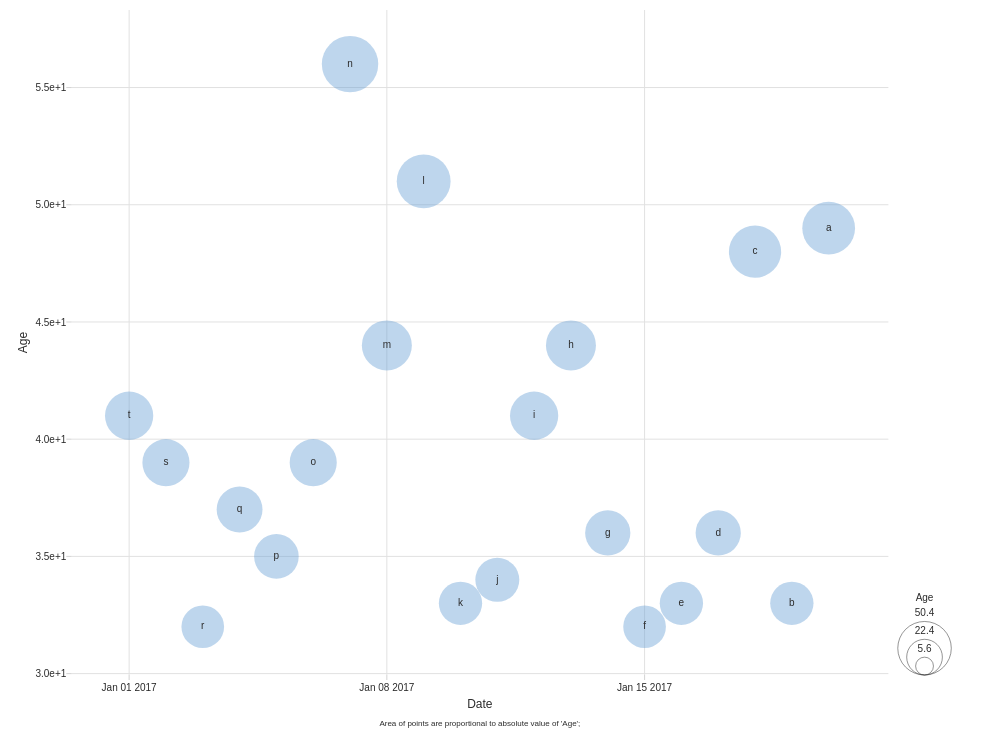 n
5.5e+1
l
5.0e+1
a
c
4.5e+1
m
h
Age
t
i
4.0e+1
s
o
q
g
d
p
3.5e+1
j
k
e
b
r
f
Age
50.4
22.4
5.6
3.0e+1
Jan 01 2017
Jan 08 2017
Jan 15 2017
Date
Area of points are proportional to absolute value of 'Age';